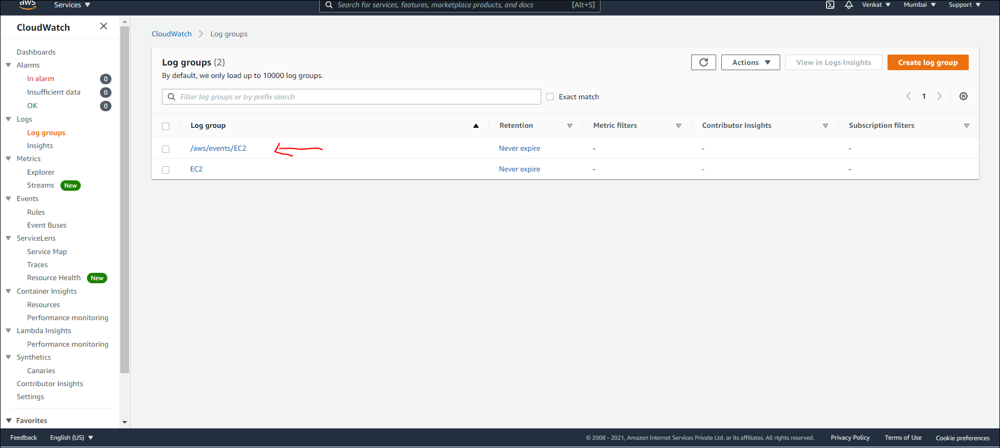 aws Services Search for services, features, marketplace products, and docs [Alt+S] Venkat Mumbai Support
CloudWatch
Dashboards
Alarms
In alarm 0
Insufficient data 0
OK 0
Logs
Log groups
Insights
Metrics
Explorer
Streams New
Events
Rules
Event Buses
ServiceLens
Service Map
Traces
Resource Health New
Container Insights
Resources
Performance monitoring
Lambda Insights
Performance monitoring
Synthetics
Canaries
Contributor Insights
Settings
Favorites
CloudWatch Log groups
Log groups (2) Actions View in Logs Insights Create log group
By default, we only load up to 10000 log groups.
Filter log groups or try prefix search Exact match 1
Log group Retention Metric filters Contributor Insights Subscription filters
/aws/events/EC2 Never expire - - -
EC2 Never expire - - -
Feedback English (US) © 2008 - 2021, Amazon Internet Services Private Ltd. or its affiliates. All rights reserved. Privacy Policy Terms of Use Cookie preferences